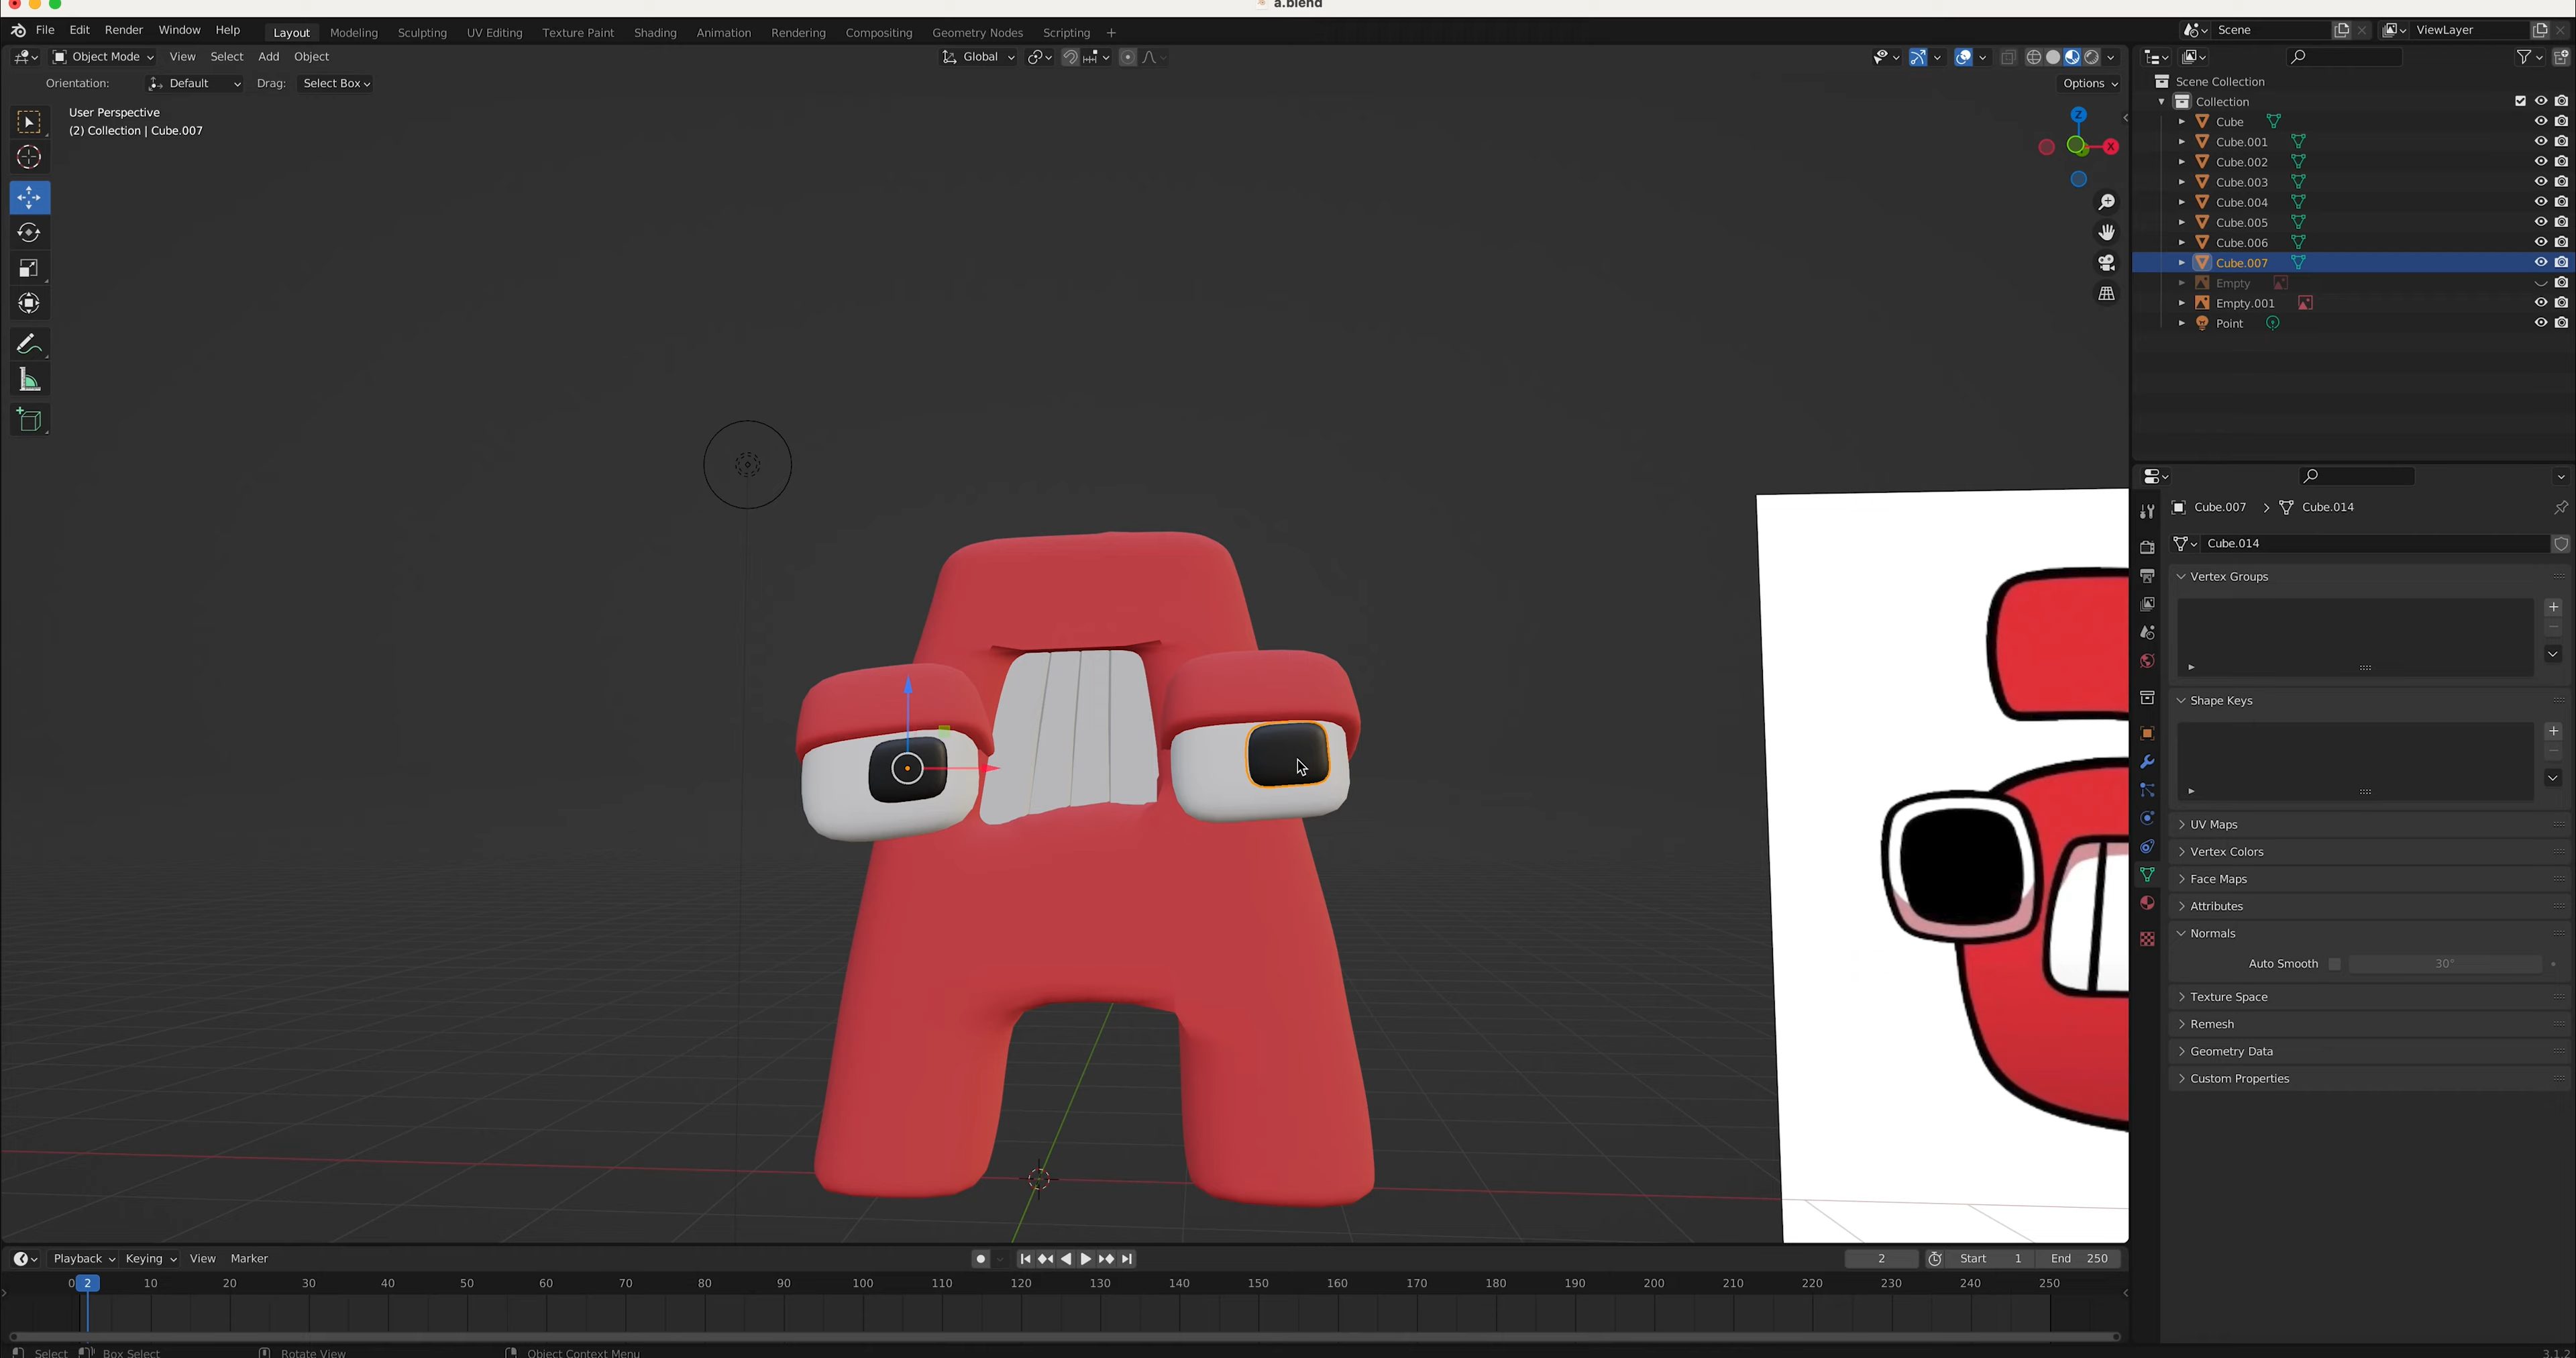 a.blend
File Edit Render Window Help Layout Modeling Sculpting UV Editing Texture Paint Shading Animation Rendering Compositing Geometry Nodes Scripting + Scene ViewLayer
Object Mode View Select Add Object Global
Orientation: Default Drag: Select Box Options
User Perspective
(2) Collection | Cube.007
Z
X
Scene Collection
Collection
Cube
Cube.001
Cube.002
Cube.003
Cube.004
Cube.005
Cube.006
Cube.007
Empty
Empty.001
Point
Cube.007 > Cube.014
Cube.014
Vertex Groups
Shape Keys
UV Maps
Vertex Colors
Face Maps
Attributes
Normals
Auto Smooth 30°
Texture Space
Remesh
Geometry Data
Custom Properties
Playback Keying View Marker 2 Start 1 End 250
0 2 10 20 30 40 50 60 70 80 90 100 110 120 130 140 150 160 170 180 190 200 210 220 230 240 250
Select Box Select Rotate View Object Context Menu 3.1.2